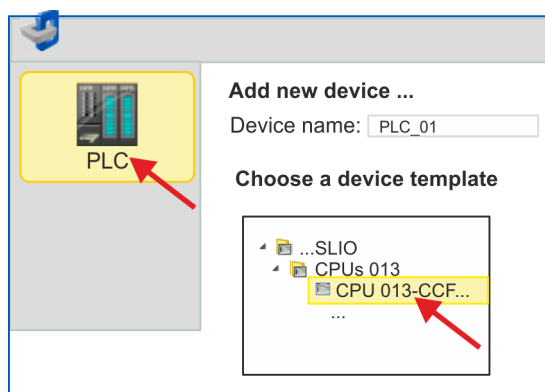 PLC
Add new device ...
Device name: PLC_01
Choose a device template
...SLIO
CPUs 013
CPU 013-CCF...
...